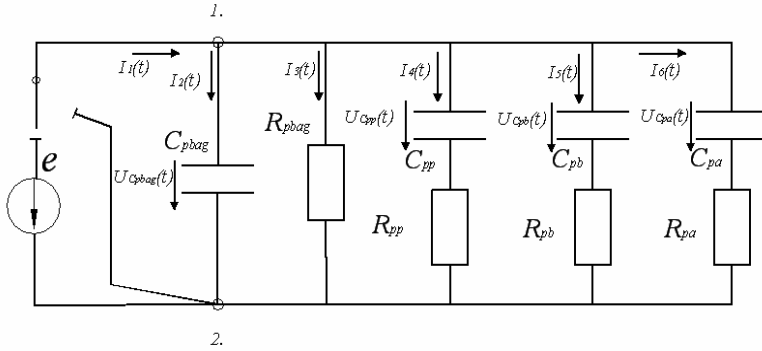 1.
I1(t)
I2(t)
I3(t)
I4(t)
I5(t)
I6(t)
Cpbag
UCpbag(t)
Rpbag
UCpp(t)
Cpp
UCpb(t)
Cpb
UCpa(t)
Cpa
e
Rpp
Rpb
Rpa
2.